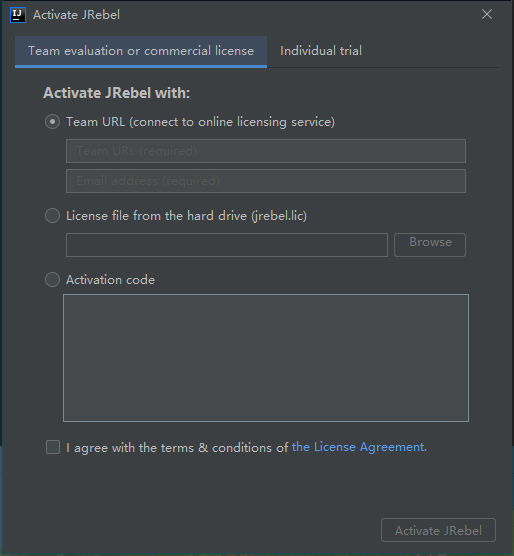 IJ Activate JRebel
Team evaluation or commercial license Individual trial
Activate JRebel with:
Team URL (connect to online licensing service)
Team URL (required)
Email address (required)
License file from the hard drive (jrebel.lic)
Browse
Activation code
I agree with the terms & conditions of the License Agreement.
Activate JRebel